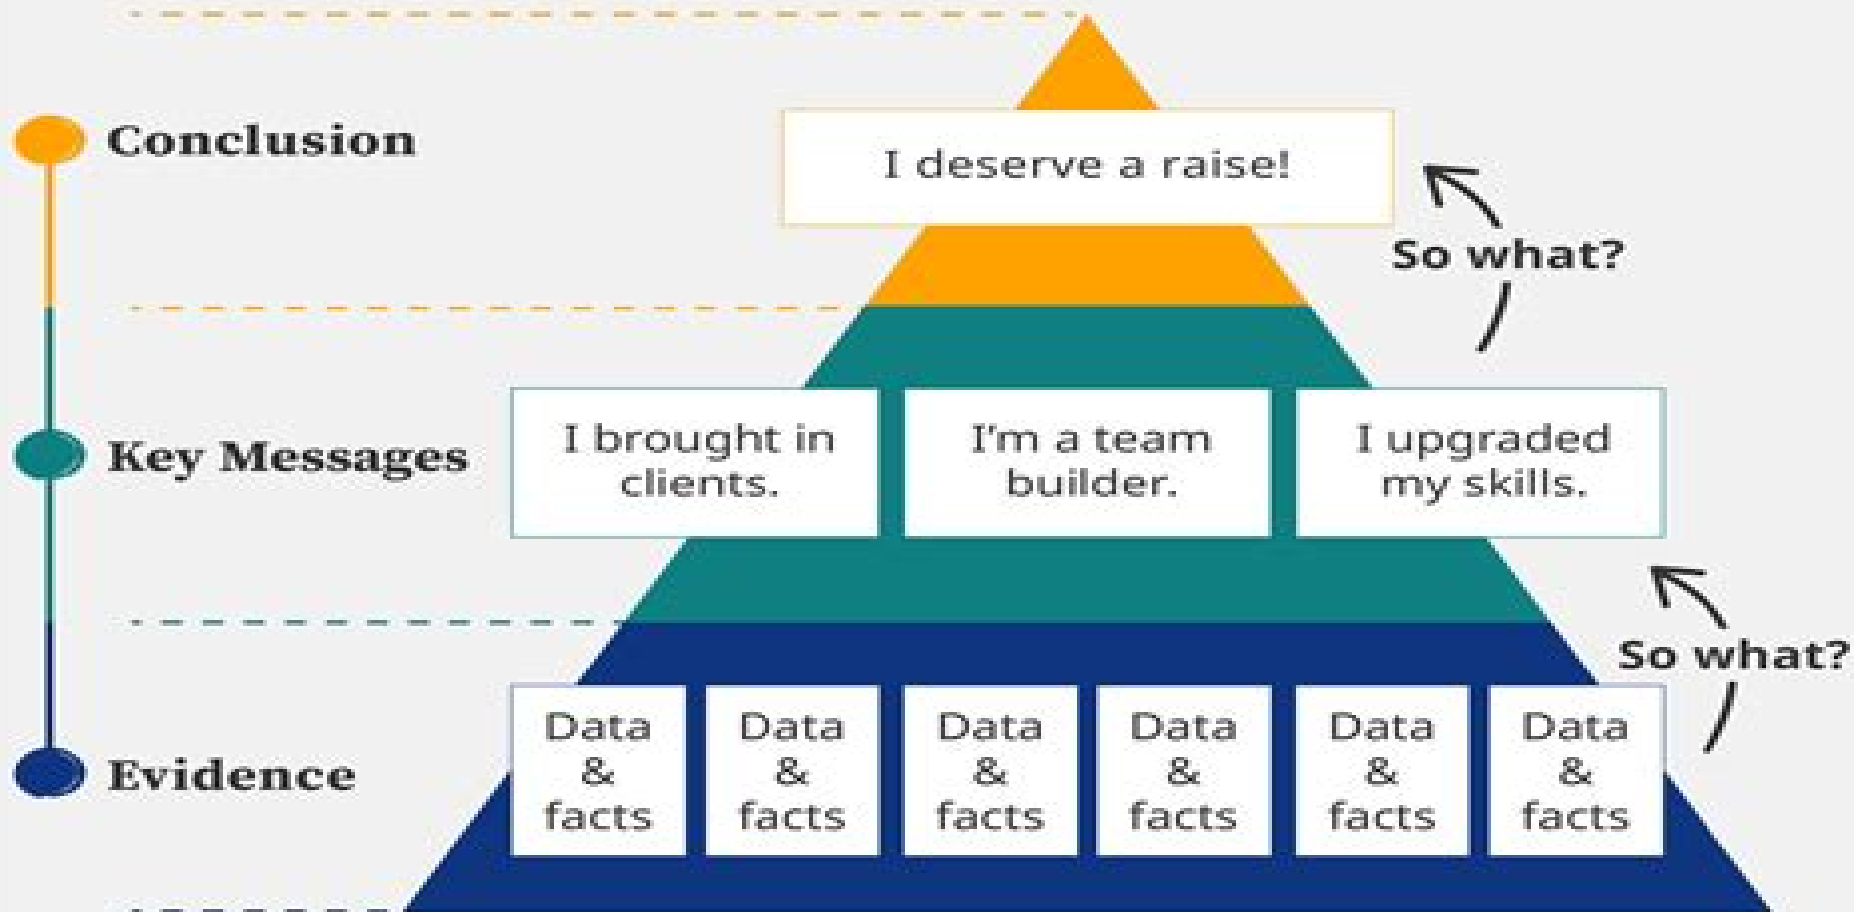 Conclusion
I deserve a raise!
So what?
Key Messages
I brought in
clients.
I'm a team
builder.
I upgraded
my skills.
So what?
Evidence
Data
&
facts
Data
&
facts
Data
&
facts
Data
&
facts
Data
&
facts
Data
&
facts